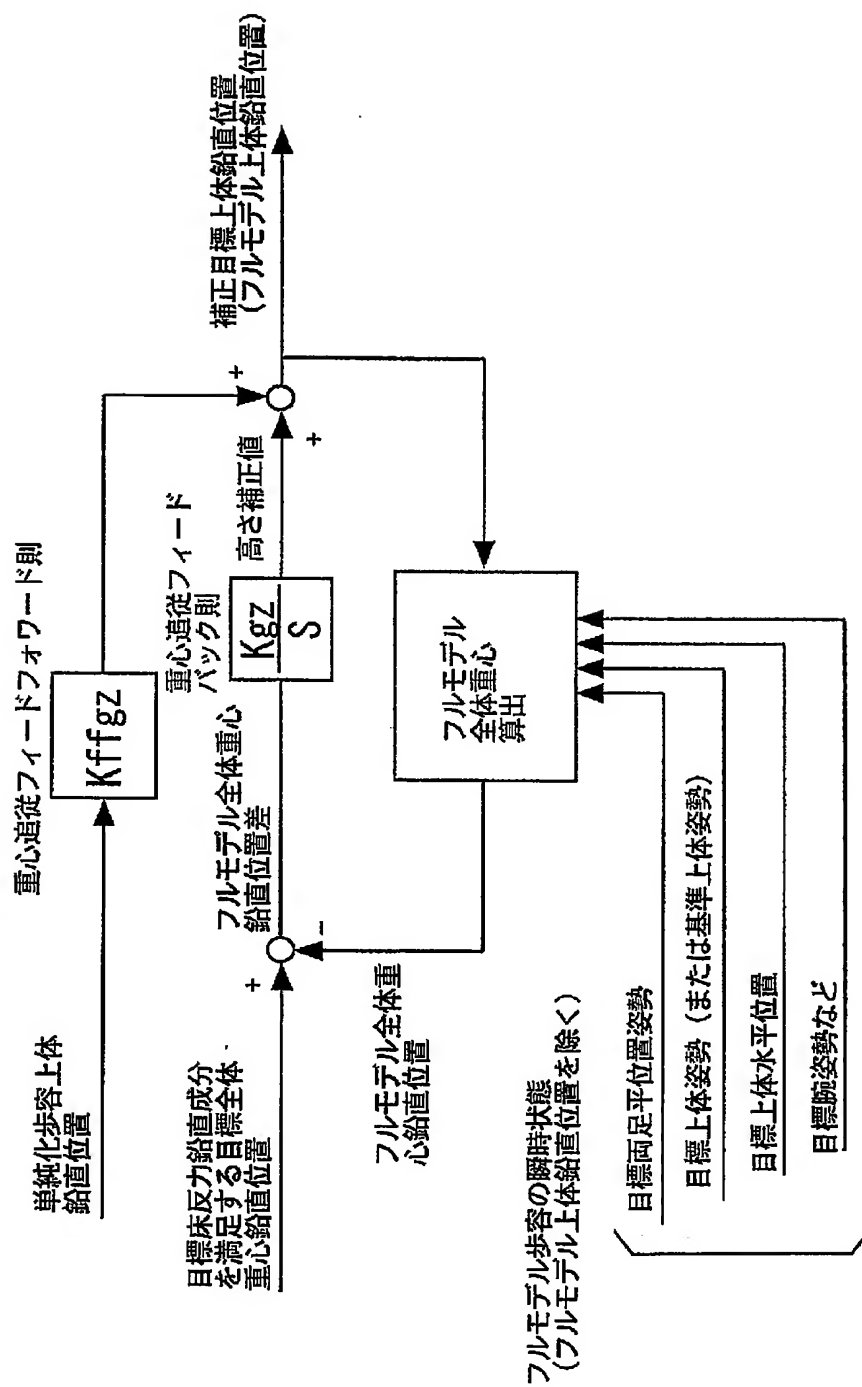 重心追従フィードフォワード則
単純化歩容上体
鉛直位置
Kffgz
+
補正目標上体鉛直位置
(フルモデル上体鉛直位置)
目標床反力鉛直成分
を満足する目標全体
重心鉛直位置
+
-
フルモデル全体重心
鉛直位置差
重心追従フィード
バック則
Kgz
S
高さ補正値
+
フルモデル全体重
心鉛直位置
フルモデル
全体重心
算出
フルモデル歩容の瞬時状態
(フルモデル上体鉛直位置を除く)
目標両足平位置姿勢
目標上体姿勢(または基準上体姿勢)
目標上体水平位置
目標腕姿勢など